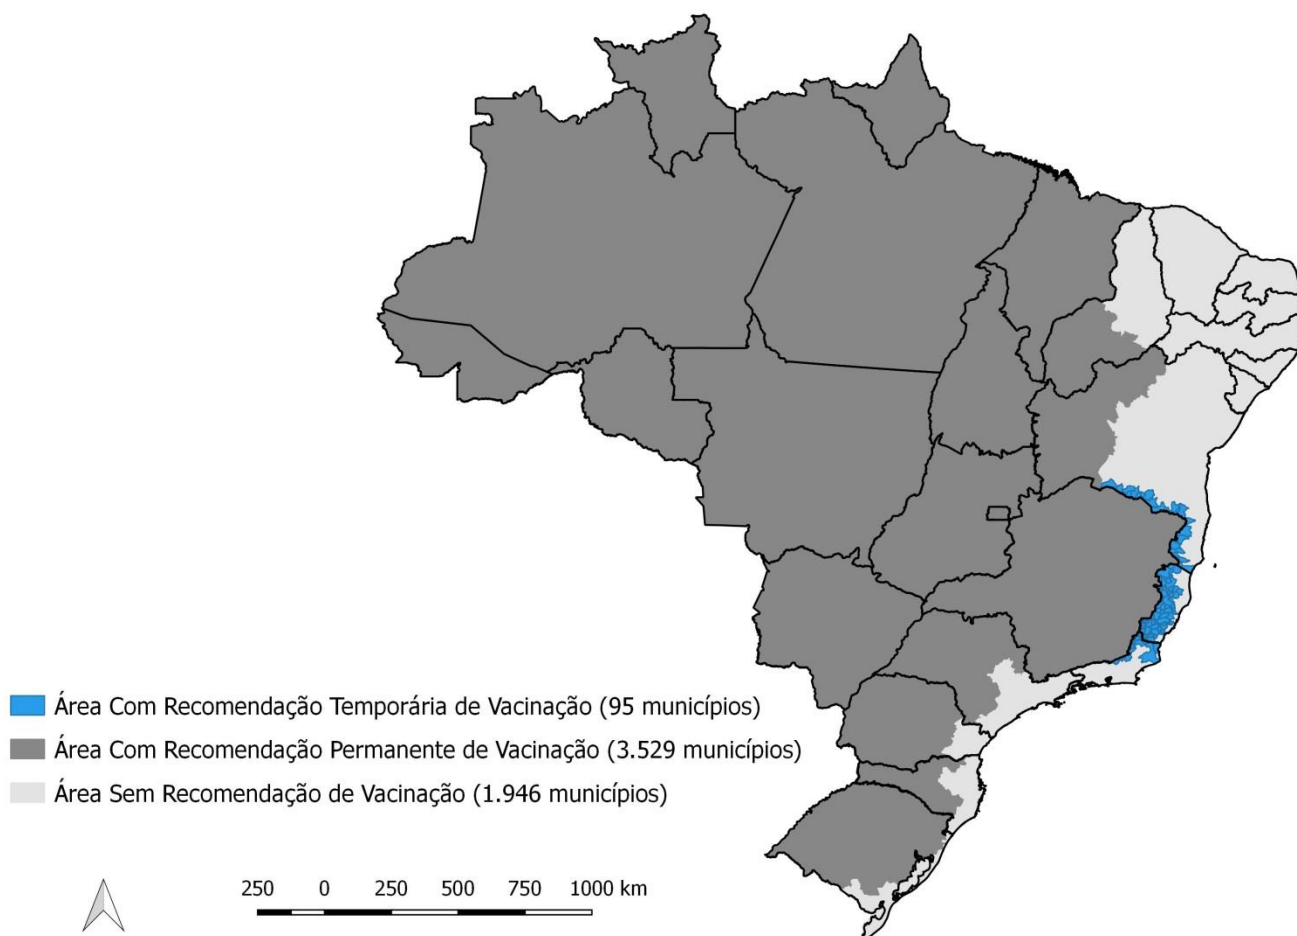 Área Com Recomendação Temporária de Vacinação (95 municípios)
Área Com Recomendação Permanente de Vacinação (3.529 municípios)
Área Sem Recomendação de Vacinação (1.946 municípios)
250 0 250 500 750 1000 km